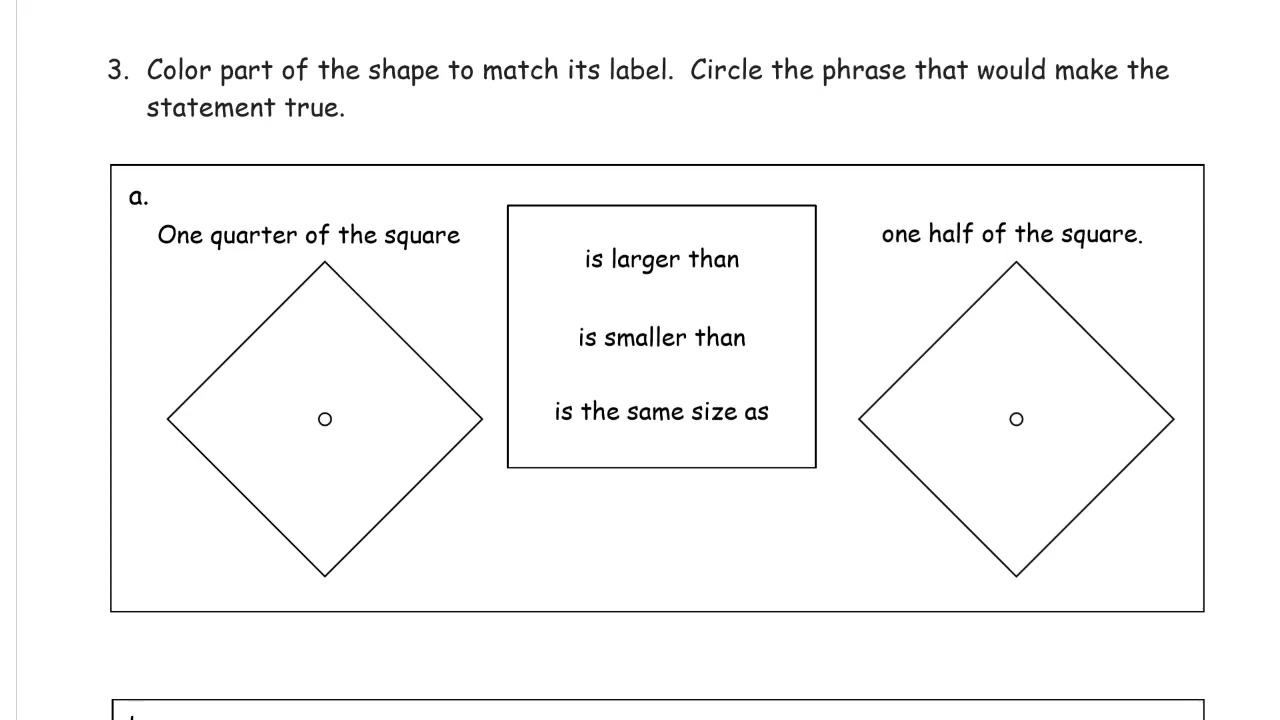 3. Color part of the shape to match its label. Circle the phrase that would make the
statement true.
a.
One quarter of the square
is larger than
is smaller than
is the same size as
one half of the square.